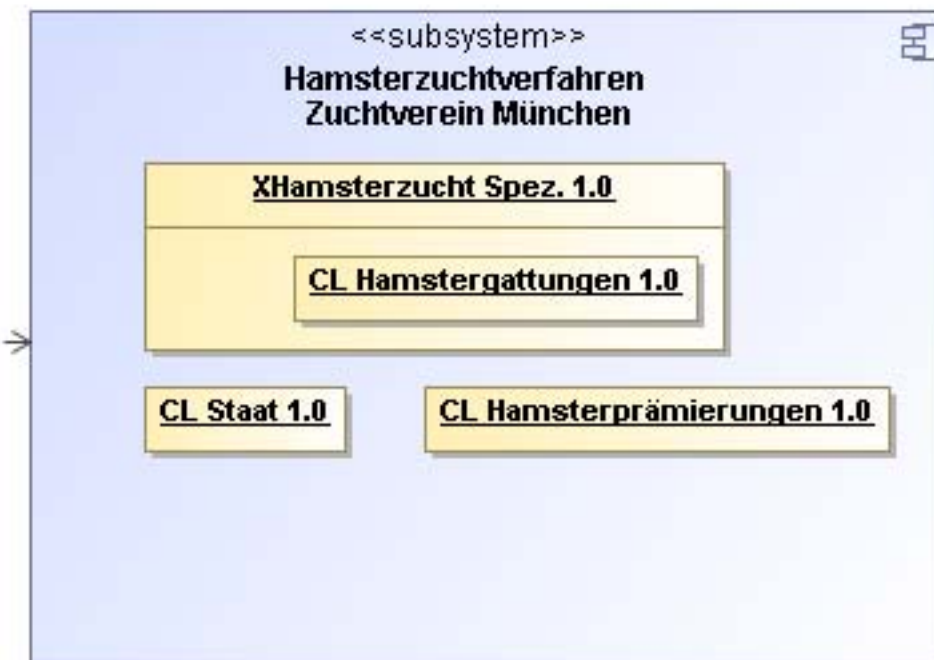 <<subsystem>>
Hamsterzuchtverfahren
Zuchtverein München
XHamsterzucht Spez. 1.0
CL Hamstergattungen 1.0
CL Staat 1.0
CL Hamsterprämierungen 1.0